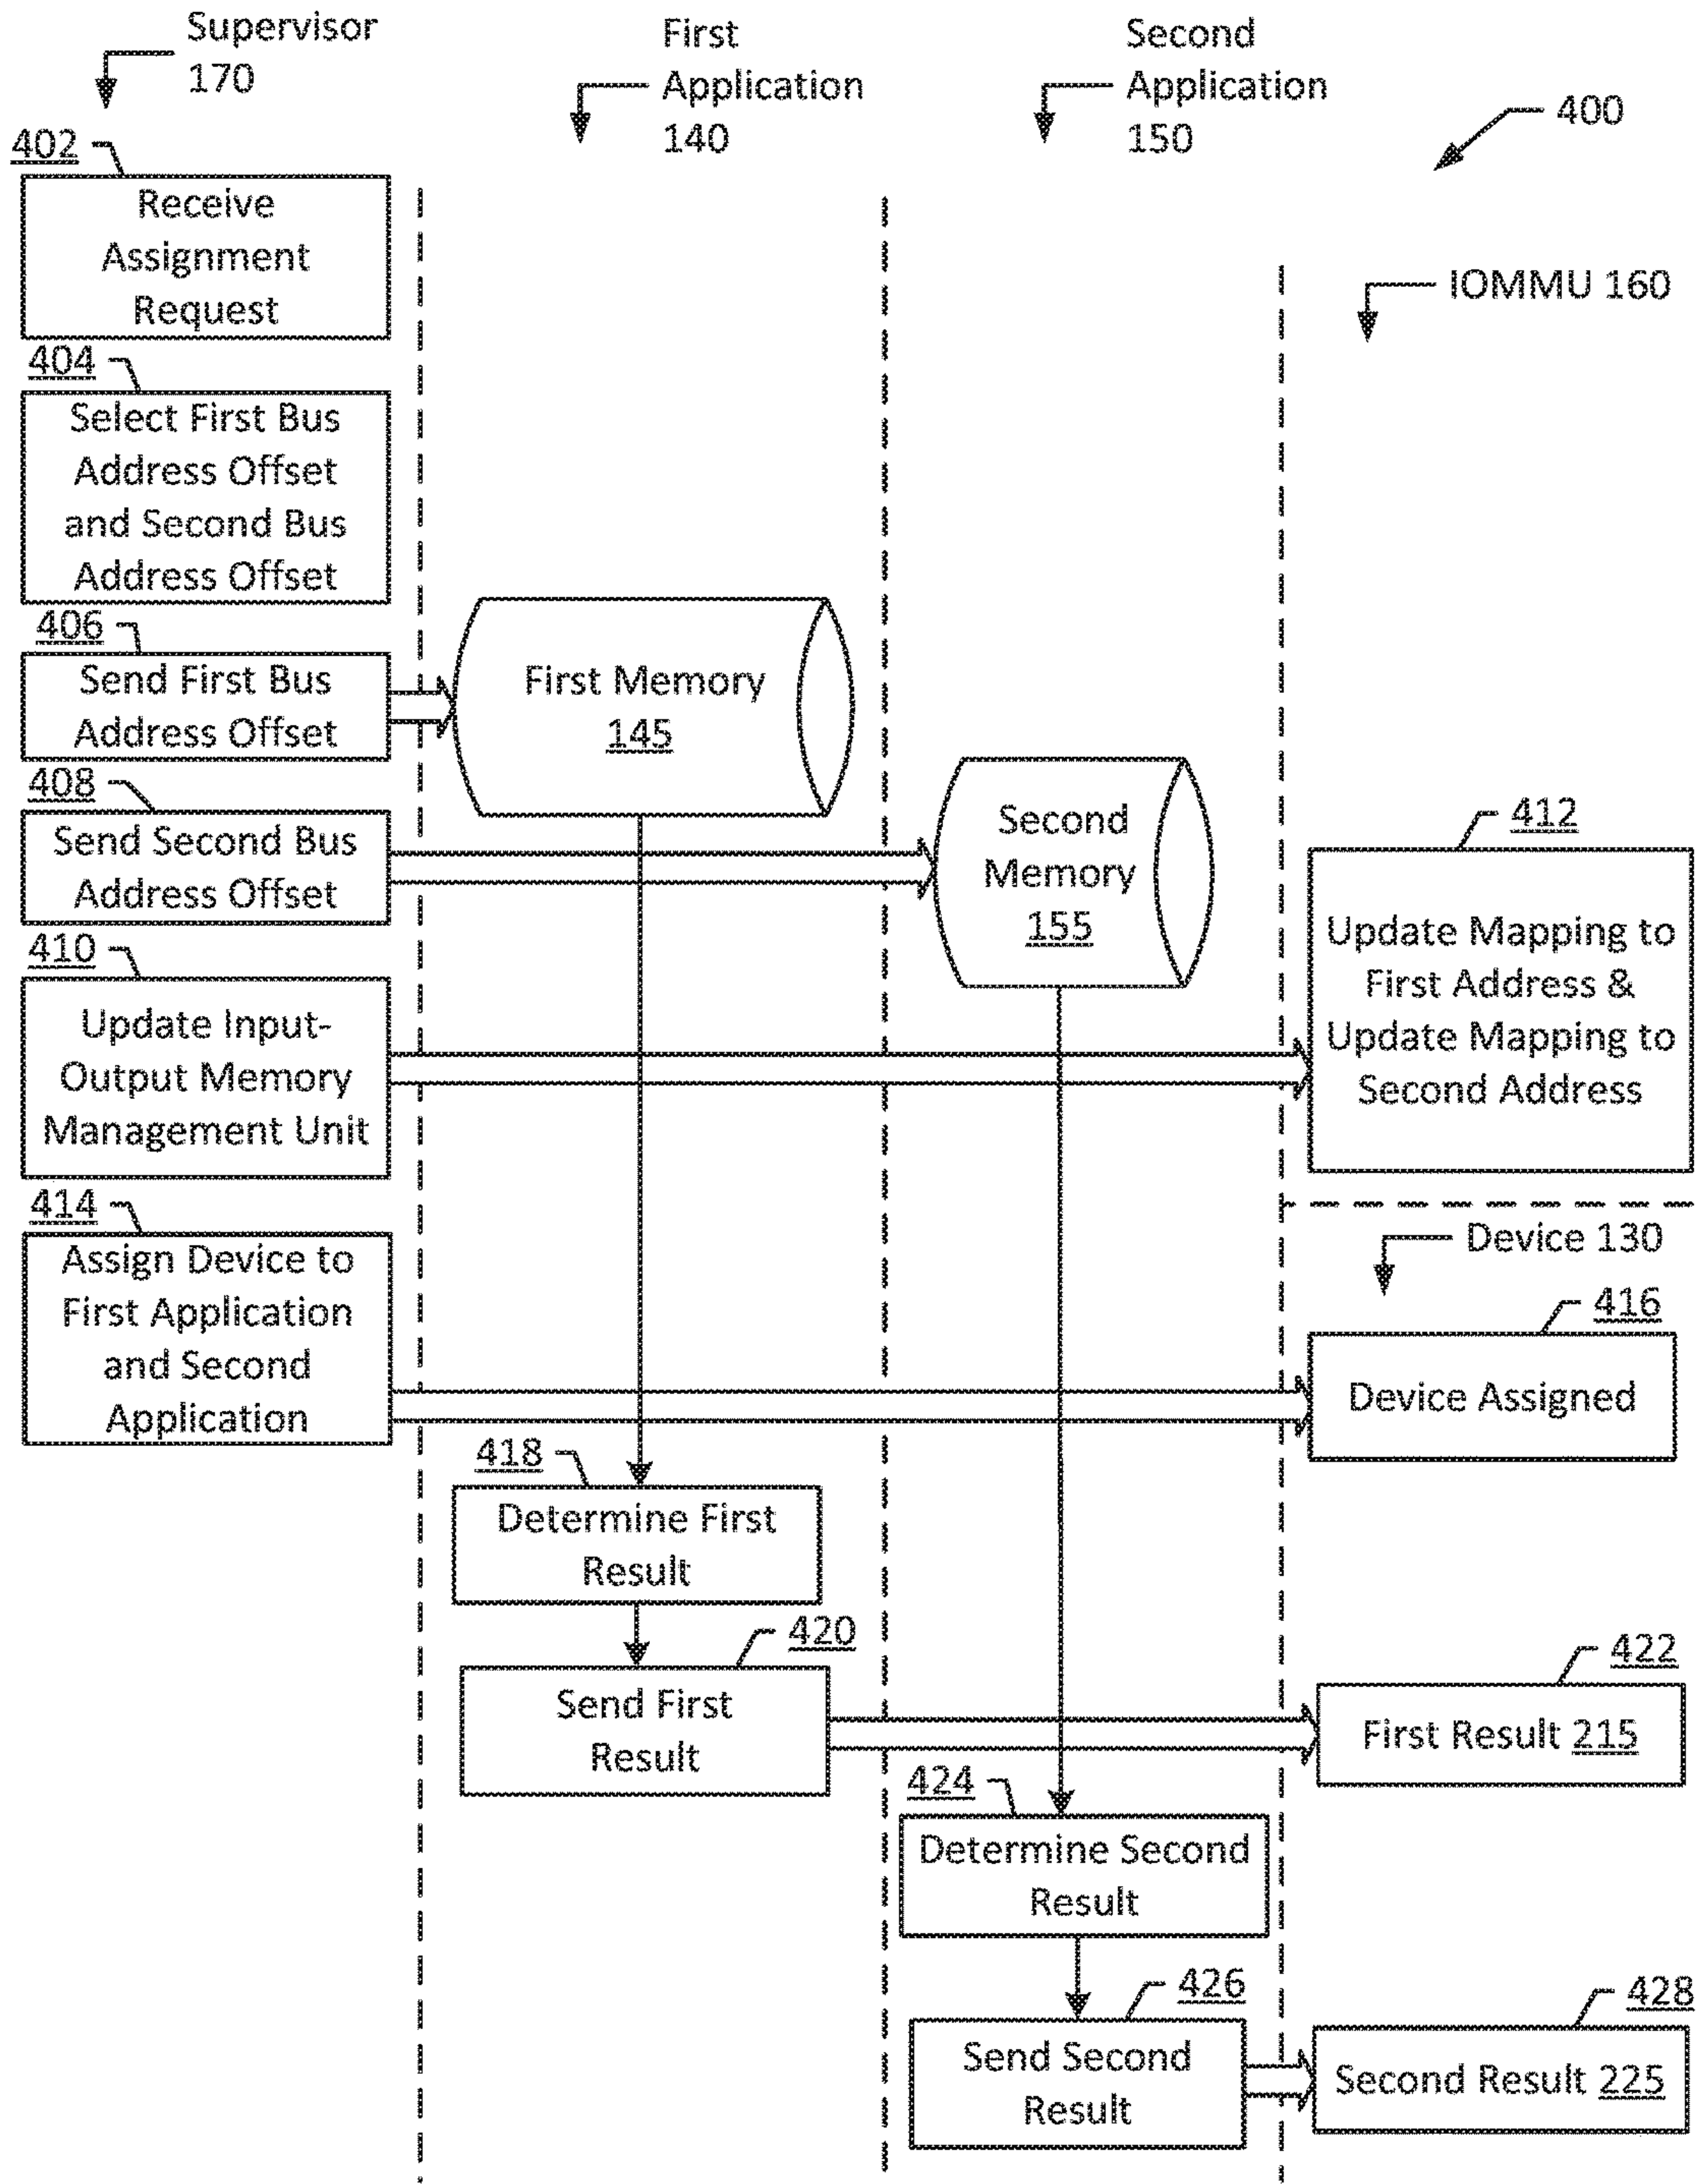 Supervisor
170
First
Application
140
Second
Application
150
400
402
Receive
Assignment
Request
IOMMU 160
404
Select First Bus
Address Offset
and Second Bus
Address Offset
406
Send First Bus
Address Offset
First Memory
145
408
Send Second Bus
Address Offset
Second
Memory
155
412
Update Mapping to
First Address &
Update Mapping to
Second Address
410
Update Input-
Output Memory
Management Unit
414
Assign Device to
First Application
and Second
Application
Device 130
416
Device Assigned
418
Determine First
Result
420
Send First
Result
422
First Result 215
424
Determine Second
Result
426
Send Second
Result
428
Second Result 225